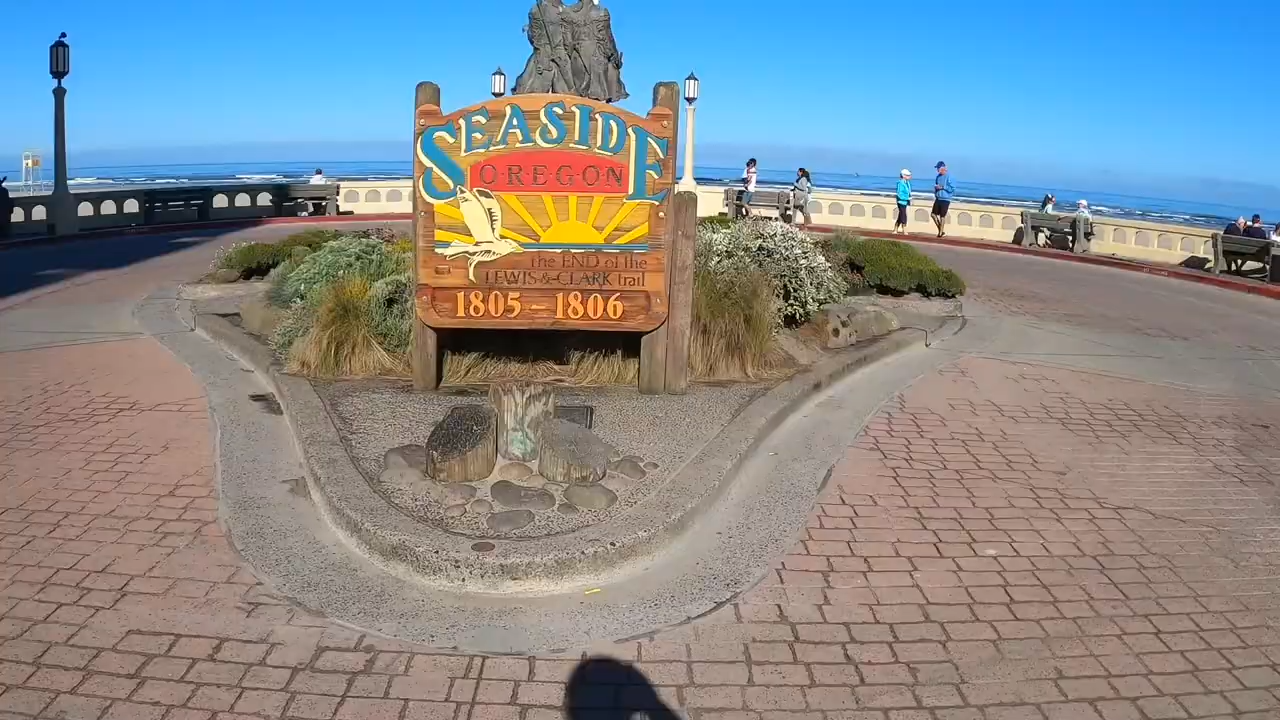 SEASIDE
OREGON
the END of the
LEWIS & CLARK trail
1805 - 1806